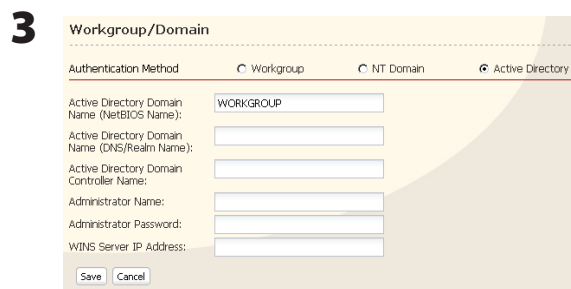 3
Workgroup/Domain
Authentication Method Workgroup NT Domain Active Directory
Active Directory Domain
Name (NetBIOS Name): WORKGROUP
Active Directory Domain
Name (DNS/Realm Name):
Active Directory Domain
Controller Name:
Administrator Name:
Administrator Password:
WINS Server IP Address:
Save Cancel